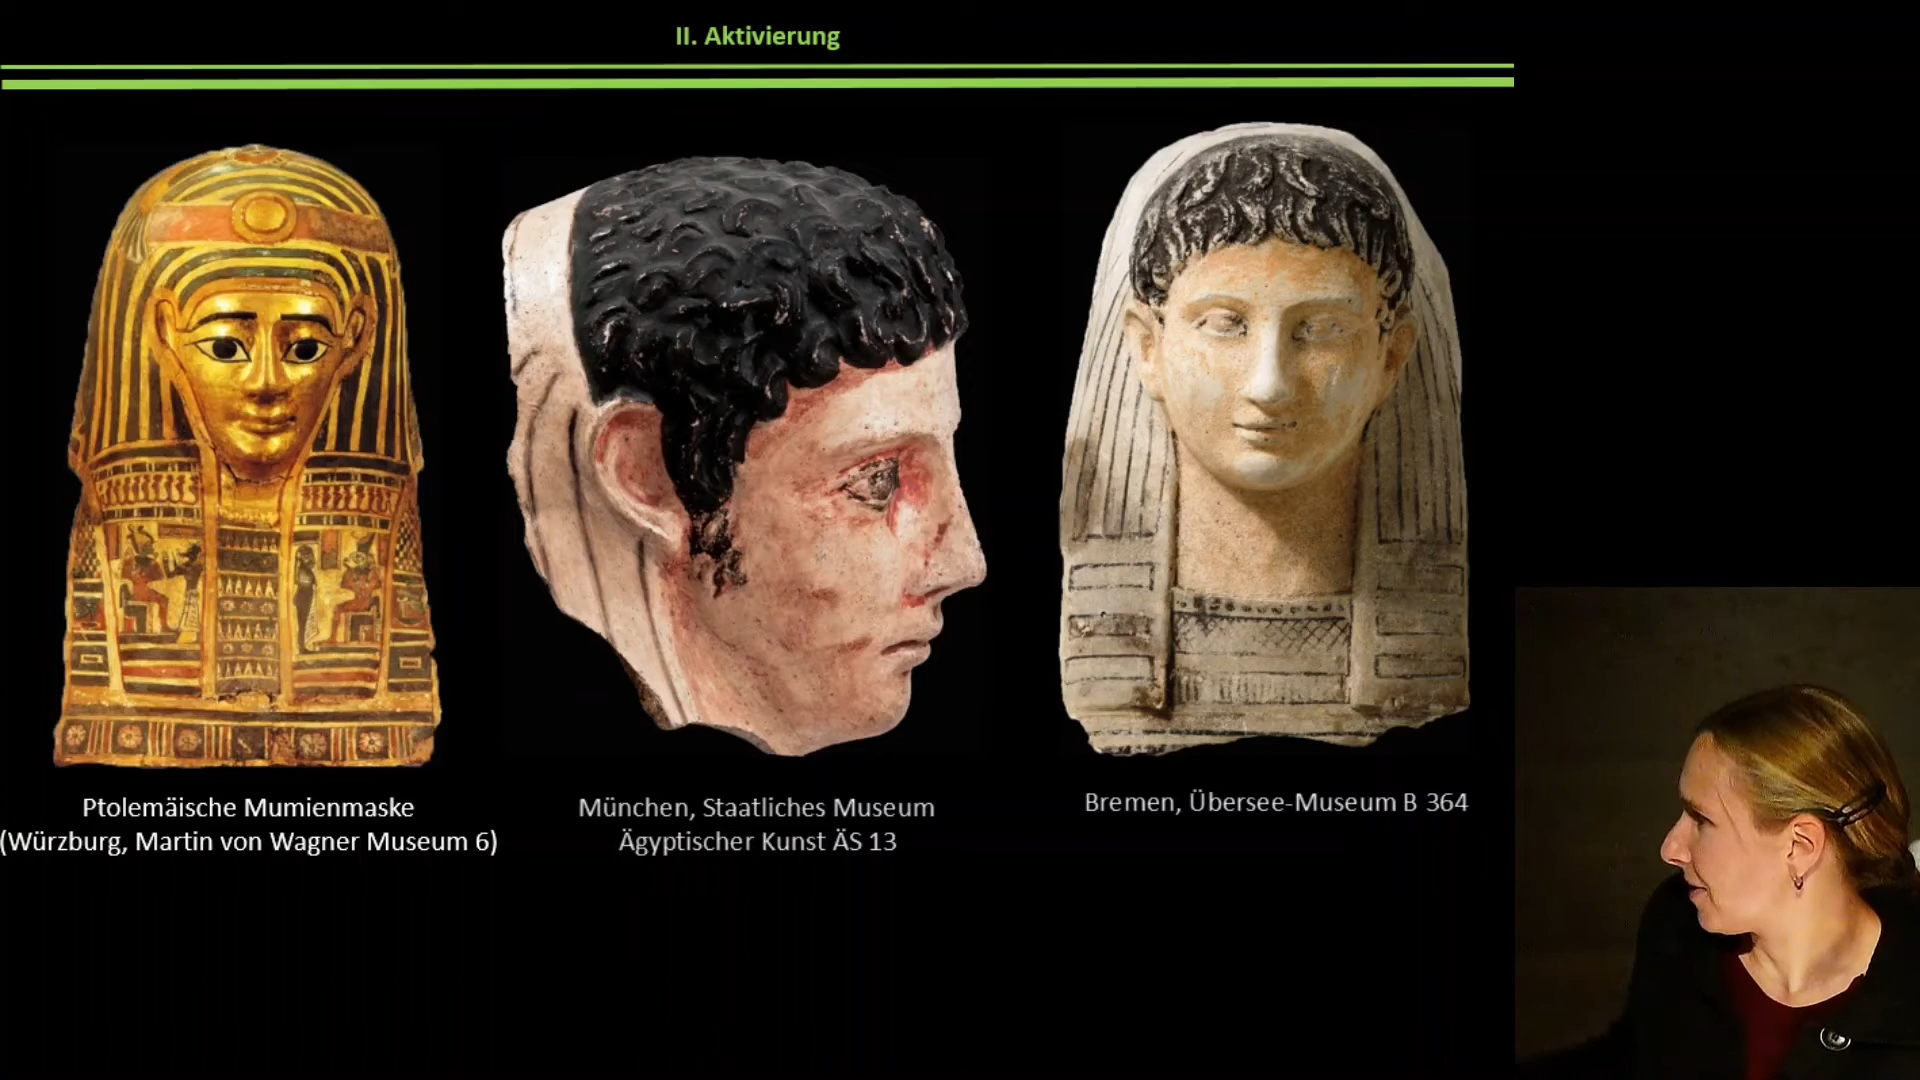 II. Aktivierung
Ptolemäische Mumienmaske
(Würzburg, Martin von Wagner Museum 6)
München, Staatliches Museum
Ägyptischer Kunst ÄS 13
Bremen, Übersee-Museum B 364